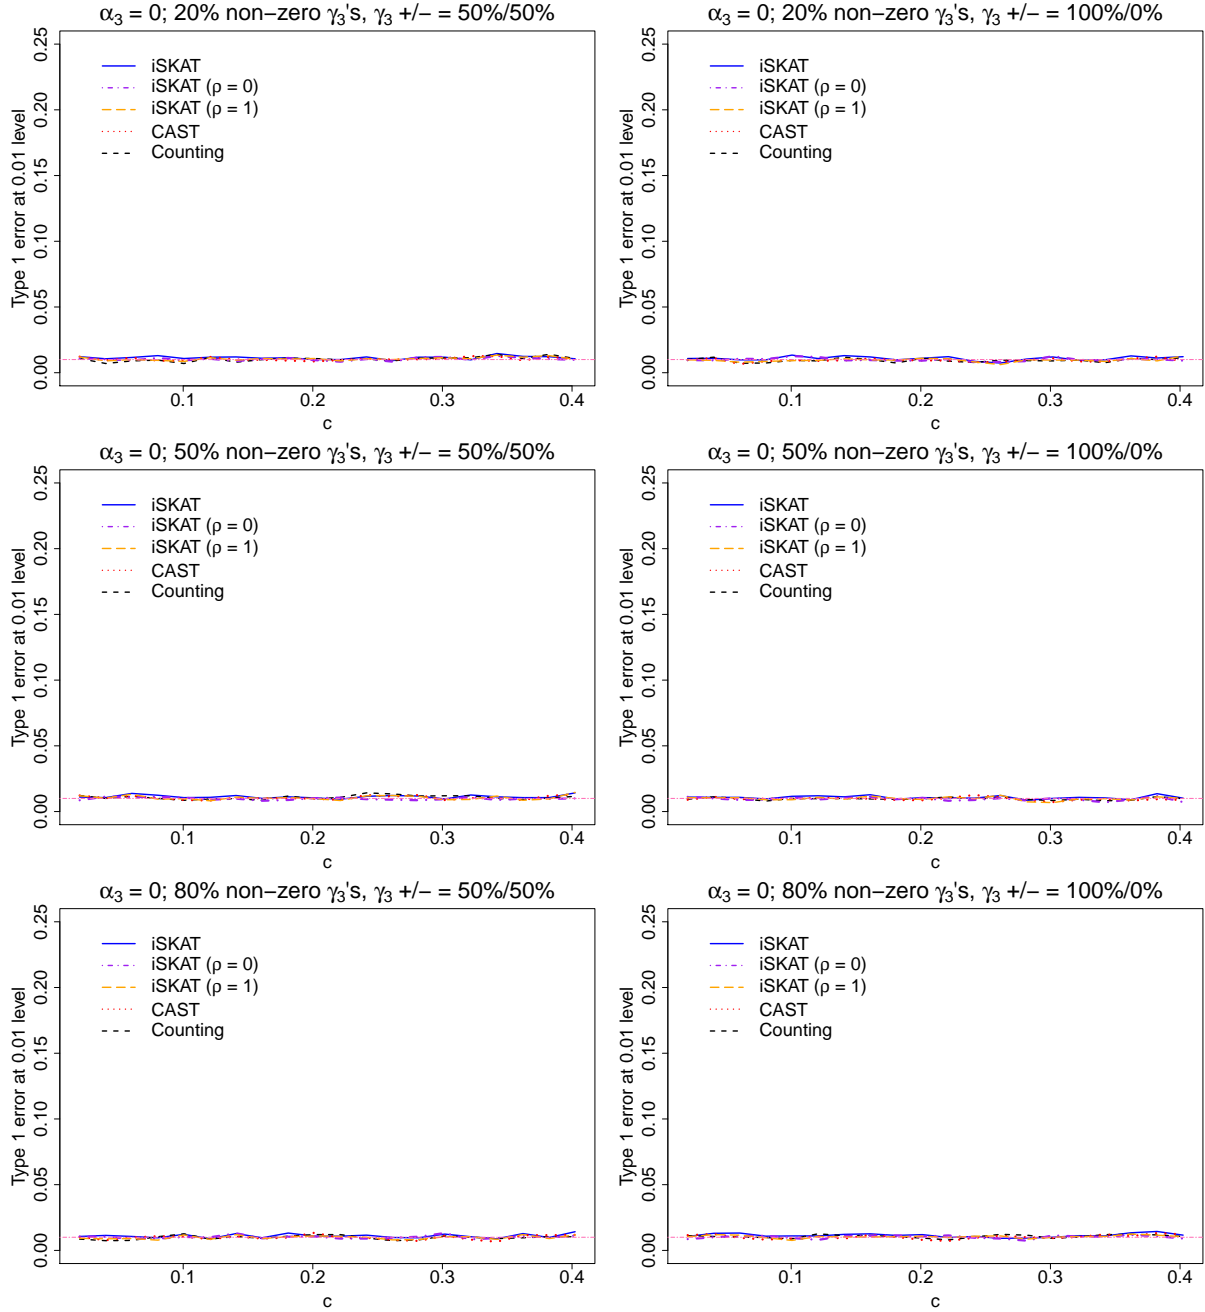 α₃ = 0; 20% non−zero γ₃'s, γ₃ +/− = 50%/50%
Type 1 error at 0.01 level
0.25
0.20
0.15
0.10
0.05
0.00
iSKAT
iSKAT (ρ = 0)
iSKAT (ρ = 1)
CAST
Counting
0.1 0.2 0.3 0.4
c
α₃ = 0; 20% non−zero γ₃'s, γ₃ +/− = 100%/0%
Type 1 error at 0.01 level
0.25
0.20
0.15
0.10
0.05
0.00
iSKAT
iSKAT (ρ = 0)
iSKAT (ρ = 1)
CAST
Counting
0.1 0.2 0.3 0.4
c
α₃ = 0; 50% non−zero γ₃'s, γ₃ +/− = 50%/50%
Type 1 error at 0.01 level
0.25
0.20
0.15
0.10
0.05
0.00
iSKAT
iSKAT (ρ = 0)
iSKAT (ρ = 1)
CAST
Counting
0.1 0.2 0.3 0.4
c
α₃ = 0; 50% non−zero γ₃'s, γ₃ +/− = 100%/0%
Type 1 error at 0.01 level
0.25
0.20
0.15
0.10
0.05
0.00
iSKAT
iSKAT (ρ = 0)
iSKAT (ρ = 1)
CAST
Counting
0.1 0.2 0.3 0.4
c
α₃ = 0; 80% non−zero γ₃'s, γ₃ +/− = 50%/50%
Type 1 error at 0.01 level
0.25
0.20
0.15
0.10
0.05
0.00
iSKAT
iSKAT (ρ = 0)
iSKAT (ρ = 1)
CAST
Counting
0.1 0.2 0.3 0.4
c
α₃ = 0; 80% non−zero γ₃'s, γ₃ +/− = 100%/0%
Type 1 error at 0.01 level
0.25
0.20
0.15
0.10
0.05
0.00
iSKAT
iSKAT (ρ = 0)
iSKAT (ρ = 1)
CAST
Counting
0.1 0.2 0.3 0.4
c